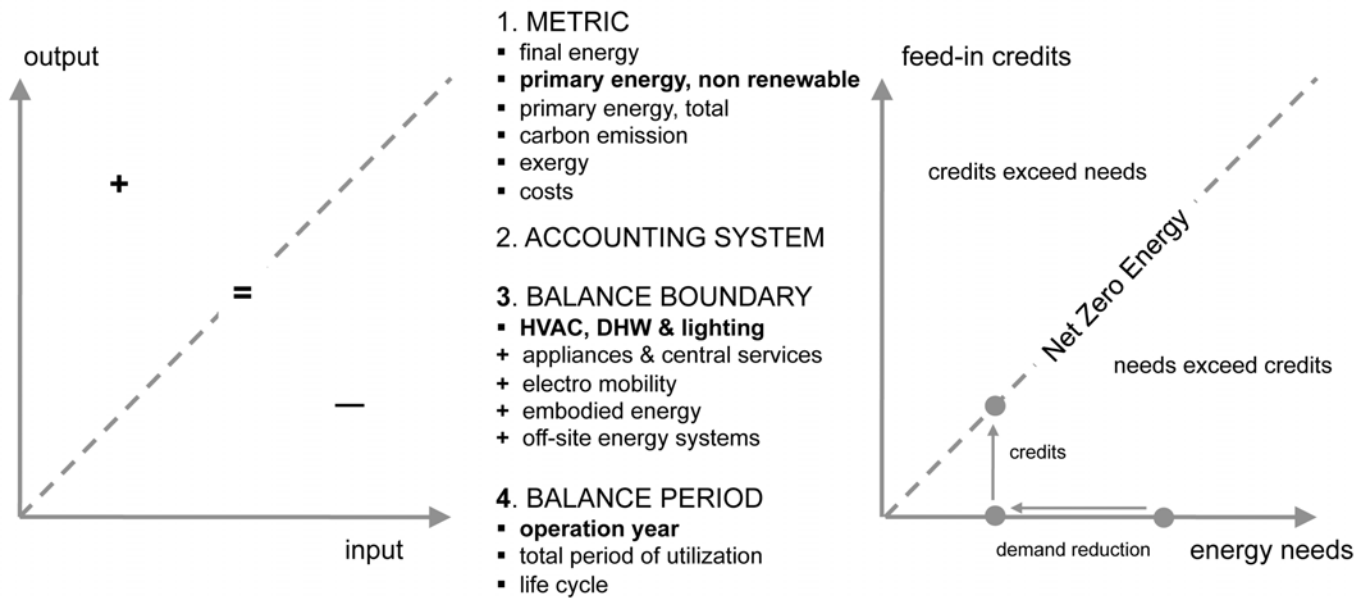 output
+
=
—
input
1. METRIC
▪ final energy
▪ primary energy, non renewable
▪ primary energy, total
▪ carbon emission
▪ exergy
▪ costs
2. ACCOUNTING SYSTEM
3. BALANCE BOUNDARY
▪ HVAC, DHW & lighting
+ appliances & central services
+ electro mobility
+ embodied energy
+ off-site energy systems
4. BALANCE PERIOD
▪ operation year
▪ total period of utilization
▪ life cycle
feed-in credits
credits exceed needs
Net Zero Energy
needs exceed credits
credits
demand reduction
energy needs